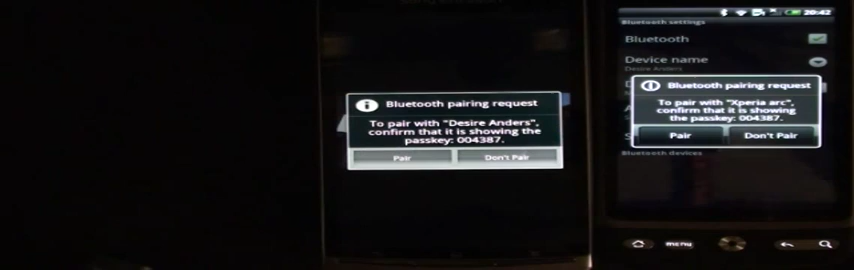 Bluetooth pairing request
To pair with "Desire Anders",
confirm that it is showing the
passkey: 004387.
Pair
Don't Pair
20:42
Bluetooth settings
Bluetooth
Device name
Desire Anders
Bluetooth pairing request
To pair with "Xperia arc",
confirm that it is showing
the passkey: 004387.
Pair
Don't Pair
Bluetooth devices
menu